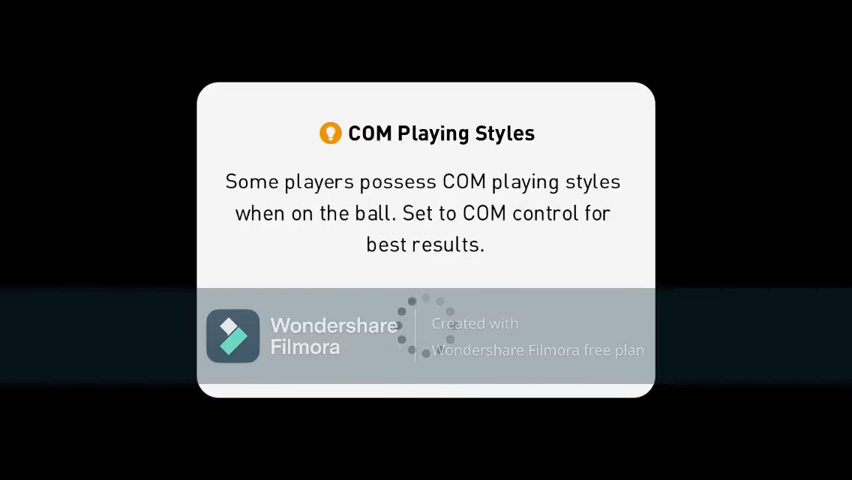 COM Playing Styles
Some players possess COM playing styles
when on the ball. Set to COM control for
best results.
Wondershare
Filmora
Created with
Wondershare Filmora free plan